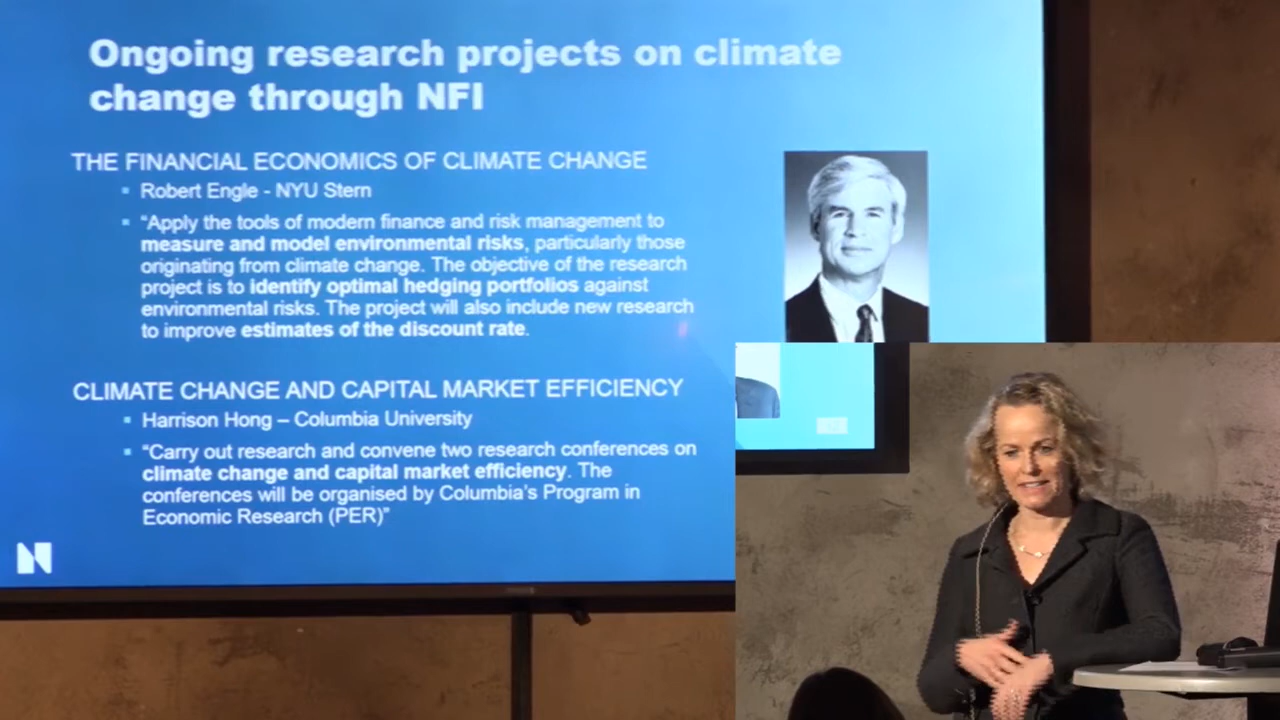 Ongoing research projects on climate
change through NFI
THE FINANCIAL ECONOMICS OF CLIMATE CHANGE
Robert Engle - NYU Stern
“Apply the tools of modern finance and risk management to
measure and model environmental risks, particularly those
originating from climate change. The objective of the research
project is to identify optimal hedging portfolios against
environmental risks. The project will also include new research
to improve estimates of the discount rate.
CLIMATE CHANGE AND CAPITAL MARKET EFFICIENCY
Harrison Hong – Columbia University
“Carry out research and convene two research conferences on
climate change and capital market efficiency. The
conferences will be organised by Columbia's Program in
Economic Research (PER)”
N